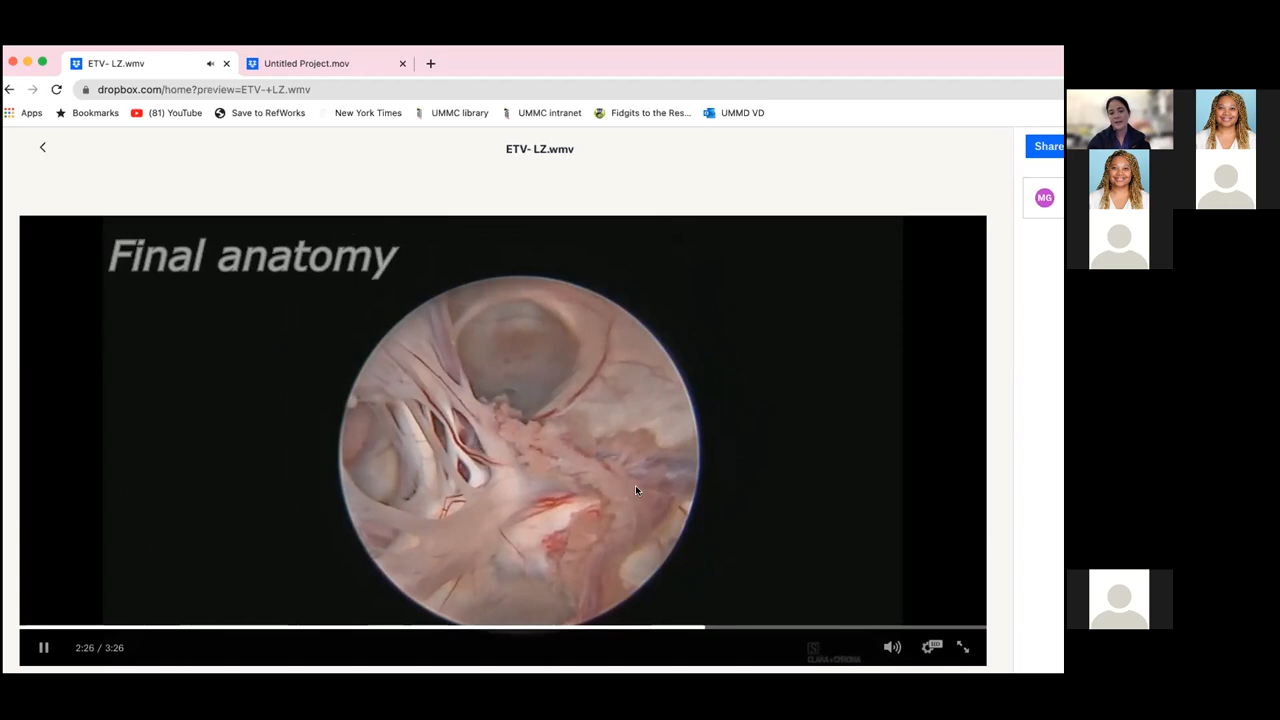 ETV- LZ.wmv
Untitled Project.mov
dropbox.com/home?preview=ETV-+LZ.wmv
Apps Bookmarks (81) YouTube Save to RefWorks New York Times UMMC library UMMC intranet Fidgits to the Res... UMMD VD
ETV- LZ.wmv
Share
MG
Final anatomy
2:26 / 3:26
HD